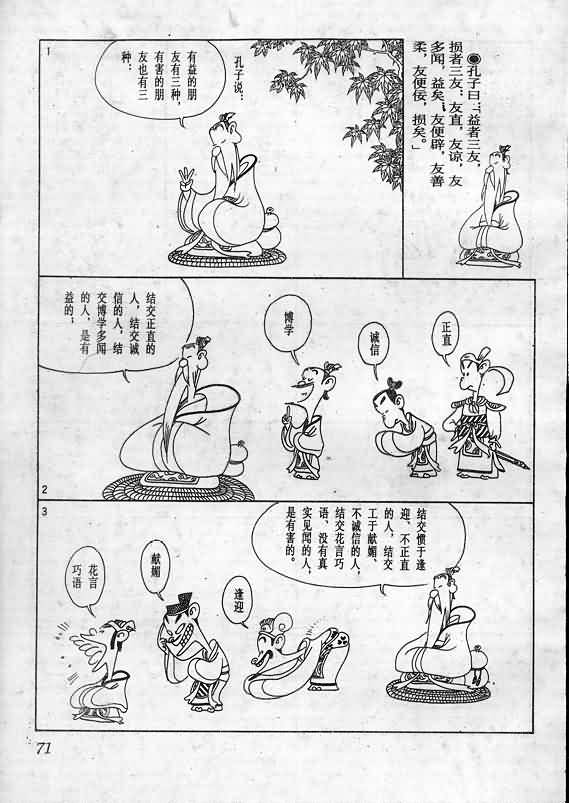 ●孔子曰:「益者三友,
损者三友:友直,友谅,友
多闻,益矣。友便辟,友善
柔,友便佞,损矣。」
1
孔子说:
有益的朋
友有三种,
有害的朋
友也有三
种:
2
结交正直的
人,结交诚
信的人,结
交博学多闻
的人,是有
益的;
正直
诚信
博学
3
结交惯于逢
迎、不正直
的人,结交
工于献媚、
不诚信的人,
结交花言巧
语、没有真
实见闻的人,
是有害的。
逢迎
献媚
花言
巧语
71